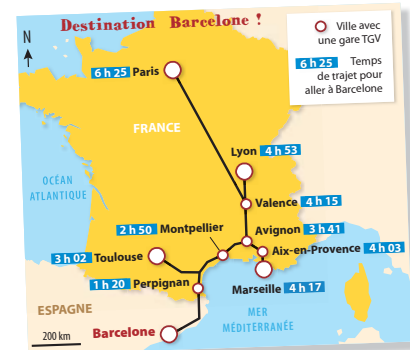 Destination Barcelone !
N
Ville avec
une gare TGV
6 h 25 Temps
de trajet pour
aller à Barcelone
6 h 25 Paris
FRANCE
Lyon 4 h 53
OCÉAN
ATLANTIQUE
Valence 4 h 15
2 h 50 Montpellier
Avignon 3 h 41
Aix-en-Provence 4 h 03
3 h 02 Toulouse
1 h 20 Perpignan
Marseille 4 h 17
ESPAGNE
MER
MÉDITERRANÉE
200 km
Barcelone